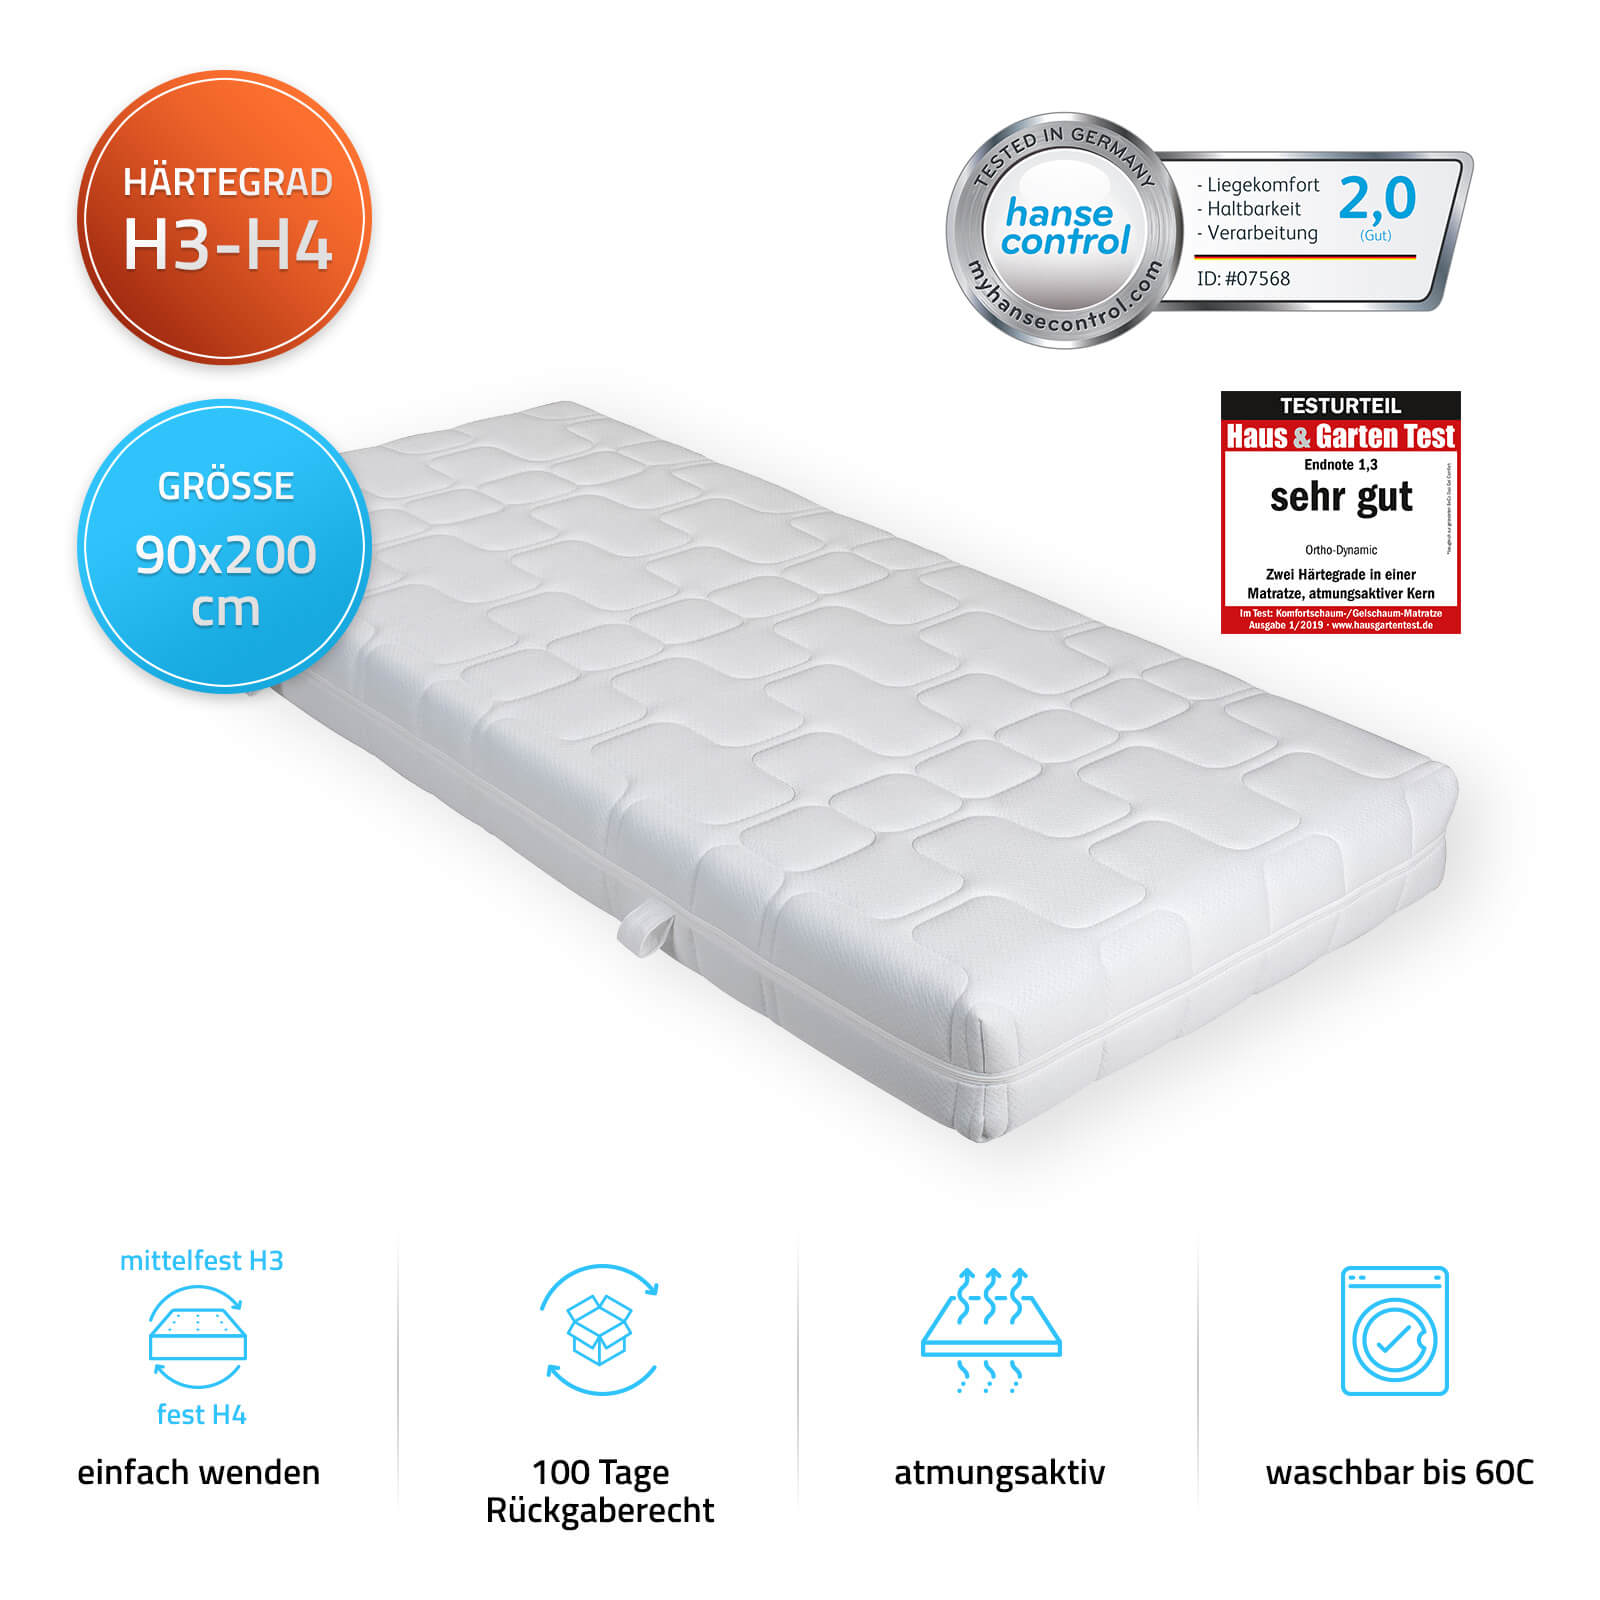 HÄRTEGRAD
H3-H4
GRÖSSE
90x200
cm
TESTED IN GERMANY
hanse
control
myhansecontrol.com
- Liegekomfort
- Haltbarkeit
- Verarbeitung
2,0
(Gut)
ID: #07568
TESTURTEIL
Haus & Garten Test
Endnote 1,3
sehr gut
Ortho-Dynamic
Zwei Härtegrade in einer
Matratze, atmungsaktiver Kern
Im Test: Komfortschaum-/Gelschaum-Matratze
Ausgabe 1/2019 · www.hausgartentest.de
mittelfest H3
fest H4
einfach wenden
100 Tage
Rückgaberecht
atmungsaktiv
waschbar bis 60C